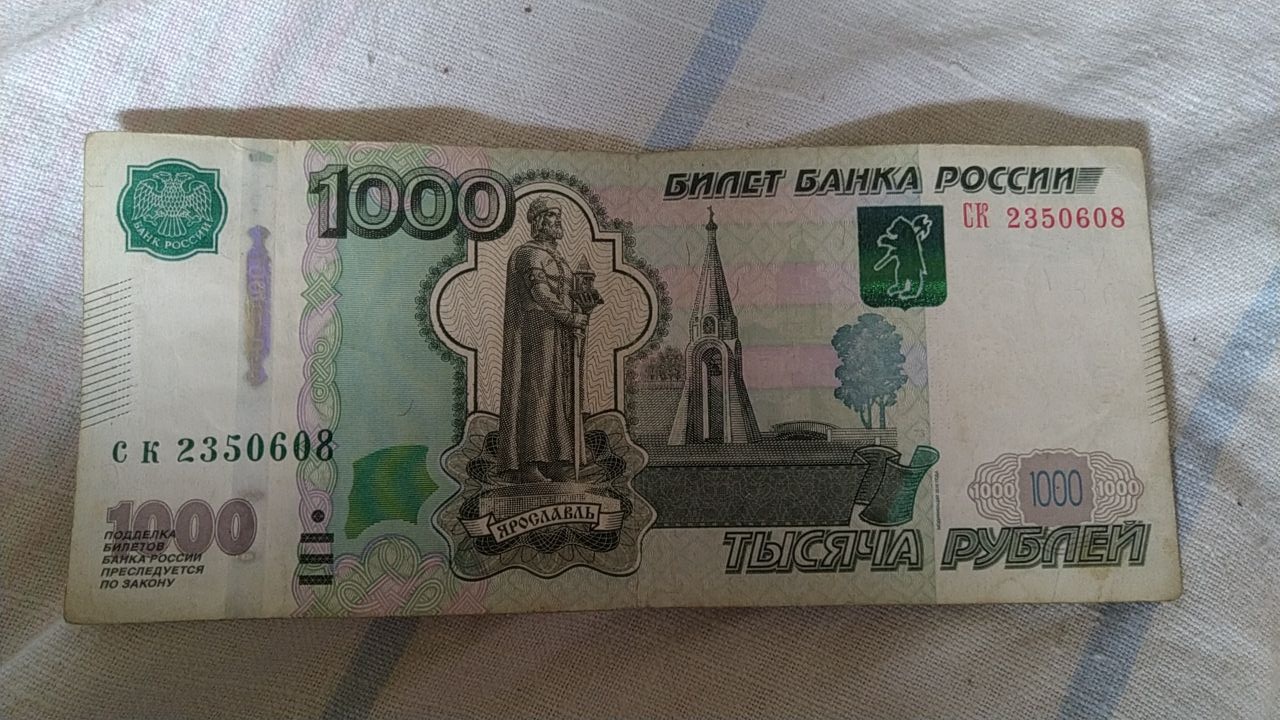 БАНК РОССИИ
1000
БИЛЕТ БАНКА РОССИИ
СК 2350608
СК 2350608
1000
ПОДДЕЛКА
БИЛЕТОВ
БАНКА РОССИИ
ПРЕСЛЕДУЕТСЯ
ПО ЗАКОНУ
ЯРОСЛАВЛЬ
1000 1000 1000
ТЫСЯЧА РУБЛЕЙ